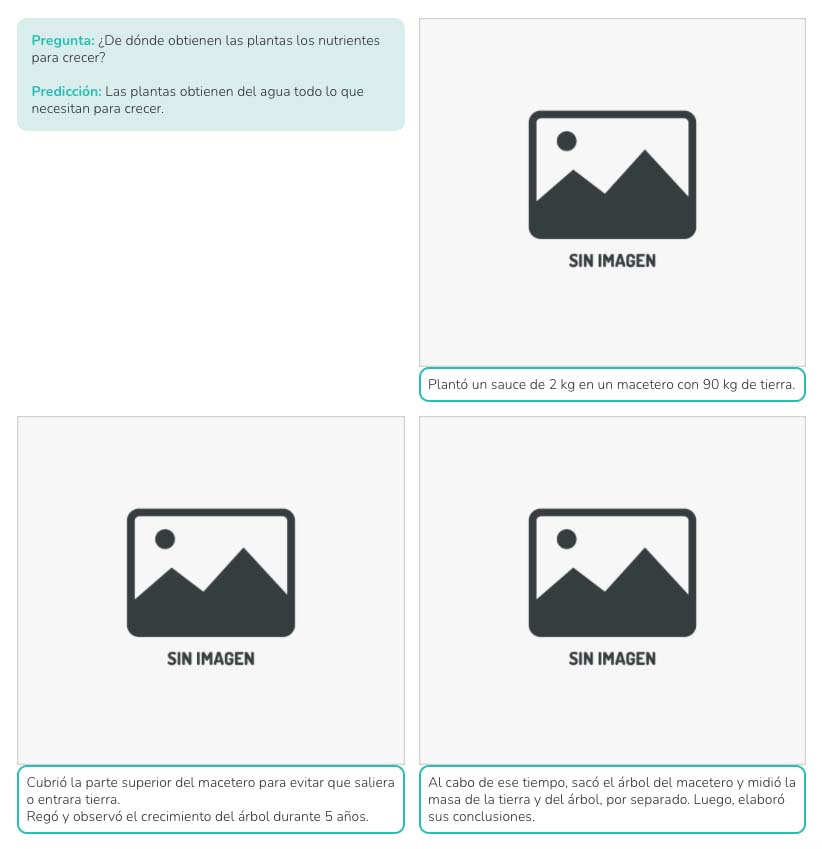 Pregunta: ¿De dónde obtienen las plantas los nutrientes
para crecer?
Predicción: Las plantas obtienen del agua todo lo que
necesitan para crecer.
SIN IMAGEN
Plantó un sauce de 2 kg en un macetero con 90 kg de tierra.
SIN IMAGEN
Cubrió la parte superior del macetero para evitar que saliera
o entrara tierra.
Regó y observó el crecimiento del árbol durante 5 años.
SIN IMAGEN
Al cabo de ese tiempo, sacó el árbol del macetero y midió la
masa de la tierra y del árbol, por separado. Luego, elaboró
sus conclusiones.